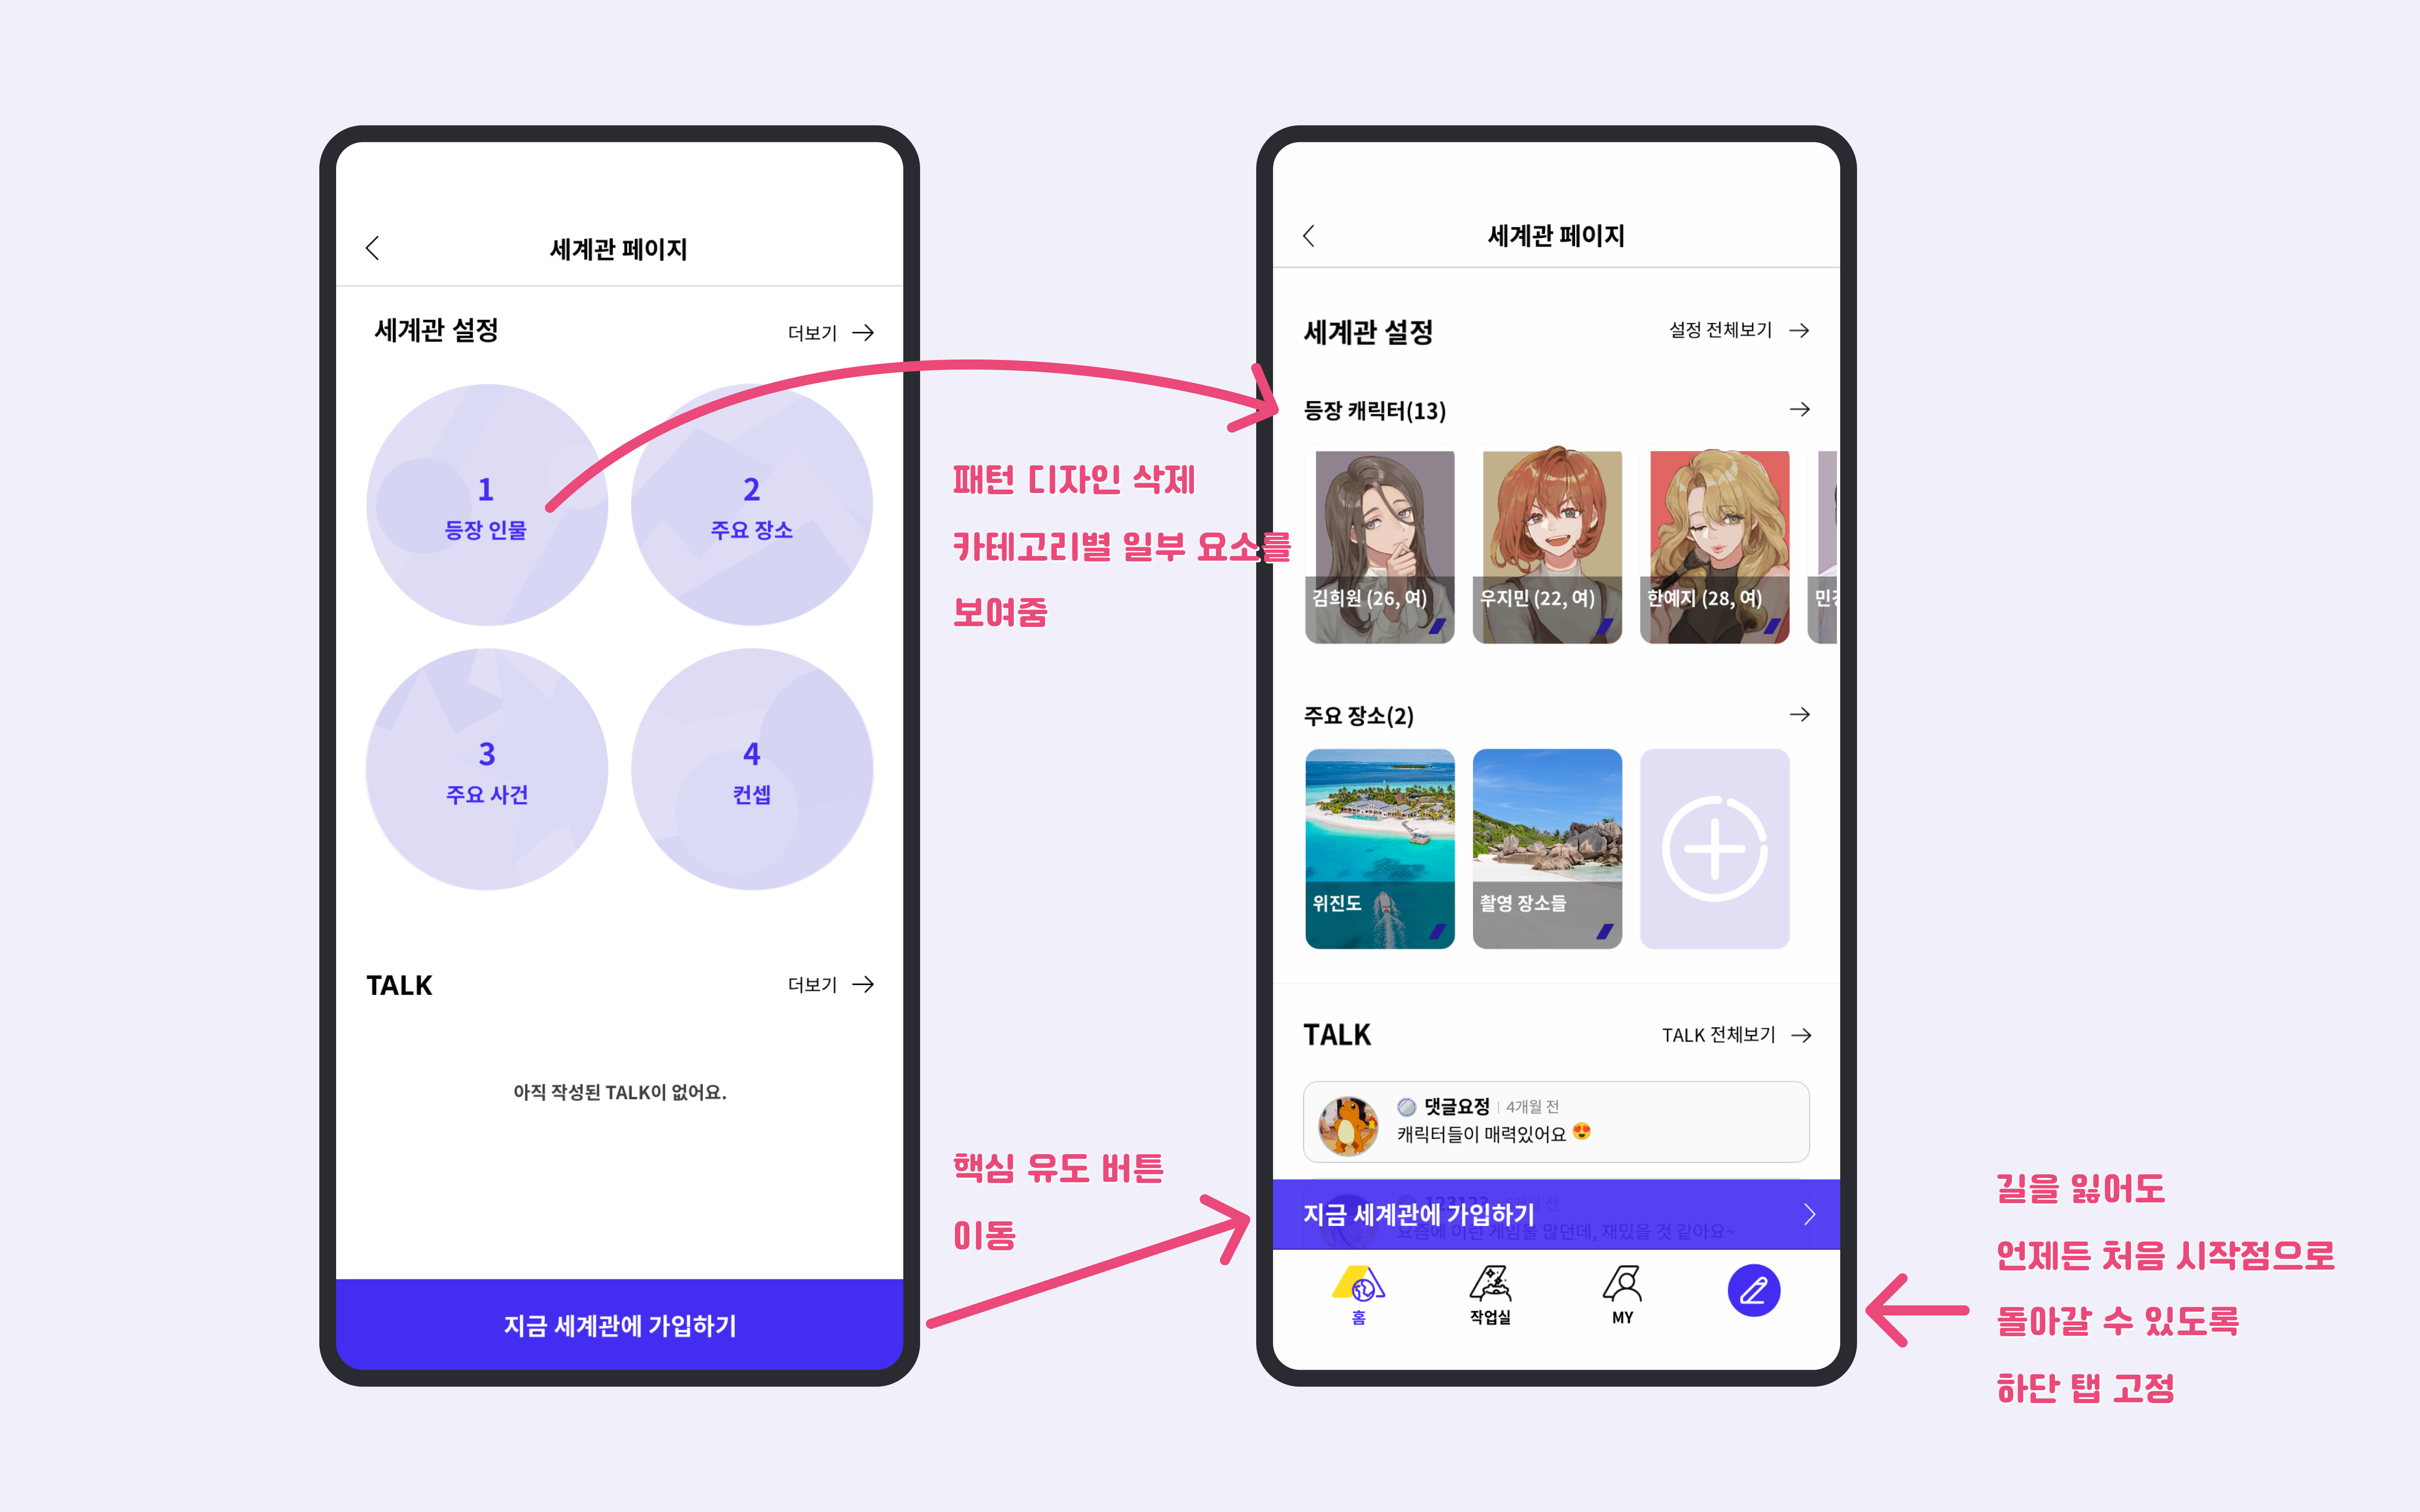 세계관 페이지
세계관 설정
더보기
1
등장 인물
2
주요 장소
3
주요 사건
4
컨셉
TALK
더보기
아직 작성된 TALK이 없어요.
지금 세계관에 가입하기
패턴 디자인 삭제
카테고리별 일부 요소를
보여줌
핵심 유도 버튼
이동
세계관 페이지
세계관 설정
설정 전체보기
등장 캐릭터(13)
김희원 (26, 여)
우지민 (22, 여)
한예지 (28, 여)
주요 장소(2)
위진도
촬영 장소들
TALK
TALK 전체보기
댓글요정
4개월 전
캐릭터들이 매력있어요 😍
123123
지금 세계관에 가입하기
요즘에 이런 게임물 많던데, 재밌을 것 같아요~
홈
작업실
MY
길을 잃어도
언제든 처음 시작점으로
돌아갈 수 있도록
하단 탭 고정